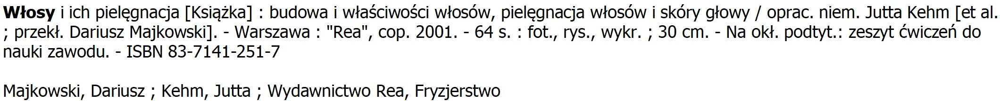 Włosy i ich pielęgnacja [Książka] : budowa i właściwości włosów, pielęgnacja włosów i skóry głowy / oprac. niem. Jutta Kehm [et al.
; przekł. Dariusz Majkowski]. - Warszawa : "Rea", cop. 2001. - 64 s. : fot., rys., wykr. ; 30 cm. - Na okł. podtyt.: zeszyt ćwiczeń do
nauki zawodu. - ISBN 83-7141-251-7
Majkowski, Dariusz ; Kehm, Jutta ; Wydawnictwo Rea, Fryzjerstwo